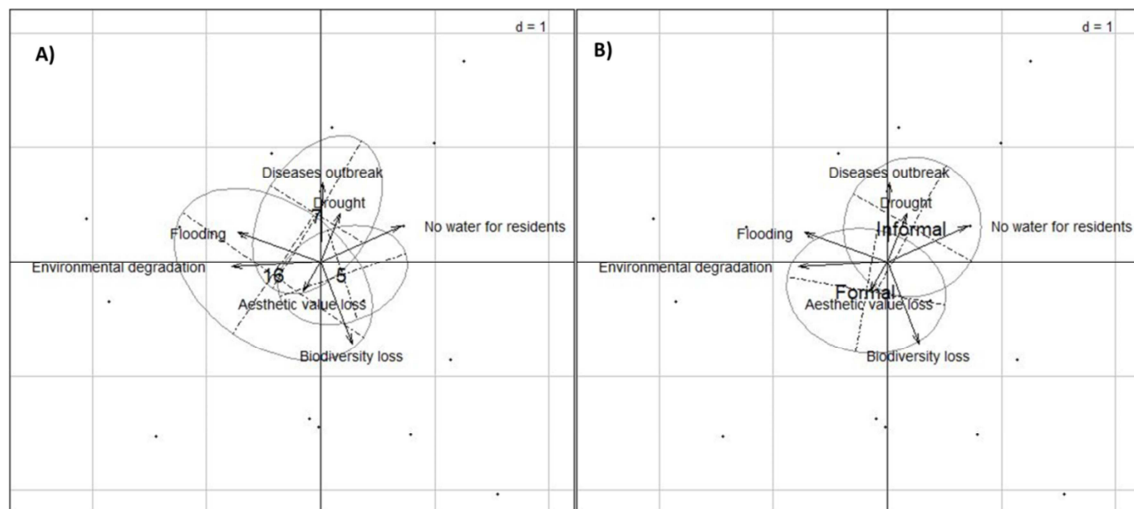 A)
d = 1
Diseases outbreak
Drought
7
Flooding
No water for residents
Environmental degradation
16
5
Aesthetic value loss
Biodiversity loss
B)
d = 1
Diseases outbreak
Drought
Informal
Flooding
No water for residents
Environmental degradation
Formal
Aesthetic value loss
Biodiversity loss